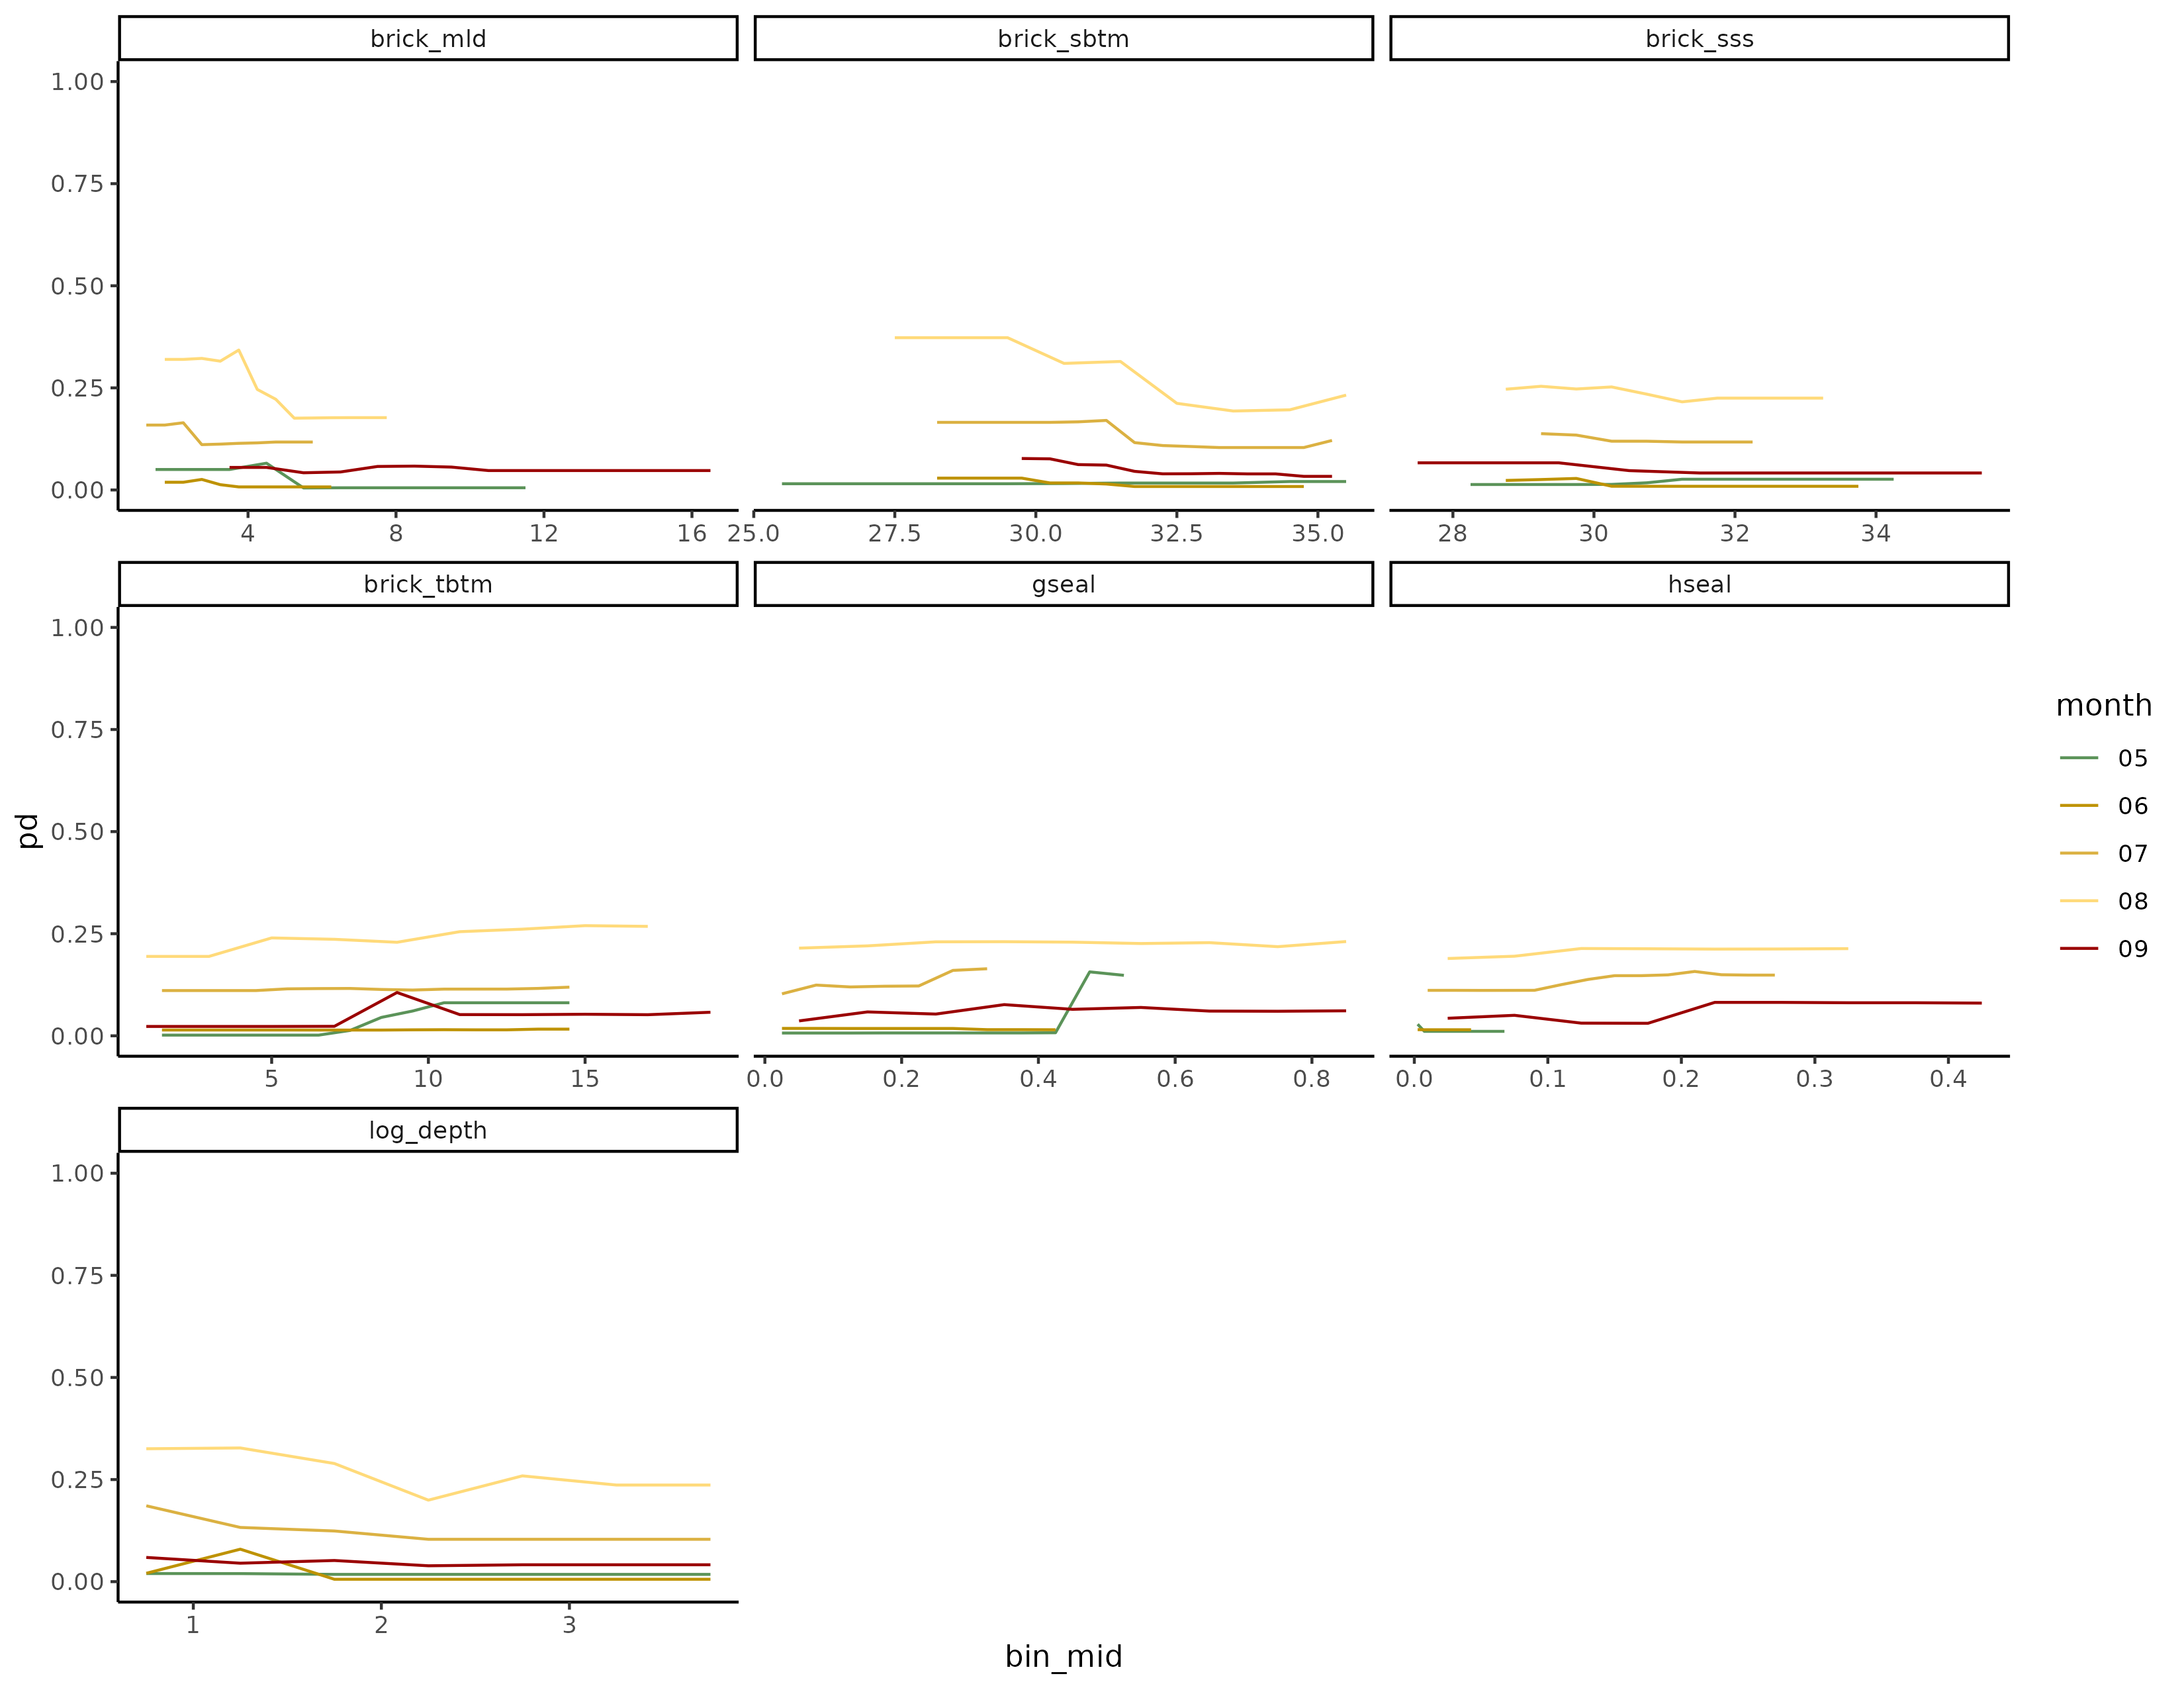 brick_mld brick_sbtm brick_sss
1.00
0.75
0.50
0.25
0.00
4 8 12 16 25.0 27.5 30.0 32.5 35.0 28 30 32 34
brick_tbtm gseal hseal
1.00
0.75
0.50
0.25
0.00
5 10 15 0.0 0.2 0.4 0.6 0.8 0.0 0.1 0.2 0.3 0.4
log_depth
1.00
0.75
0.50
0.25
0.00
1 2 3
pd
bin_mid
month
05
06
07
08
09